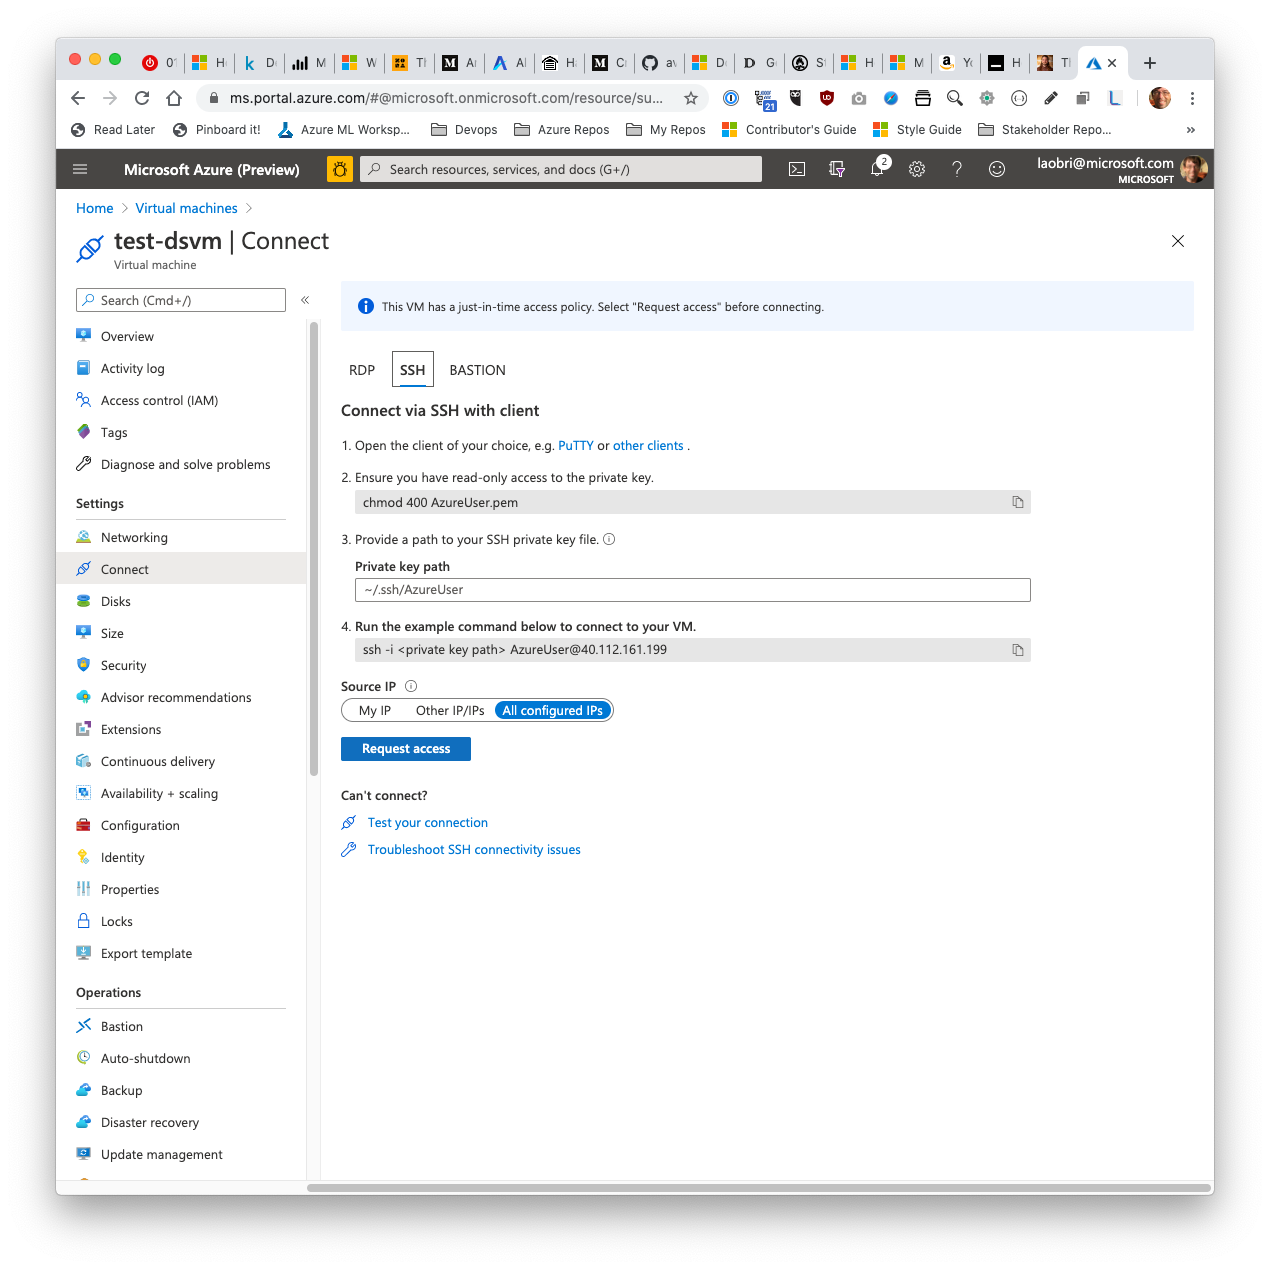 ms.portal.azure.com/#@microsoft.onmicrosoft.com/resource/su...
21
Read Later Pinboard it! Azure ML Worksp... Devops Azure Repos My Repos Contributor's Guide Style Guide Stakeholder Repo... »
Microsoft Azure (Preview) Search resources, services, and docs (G+/) 2 laobri@microsoft.com
MICROSOFT
Home > Virtual machines >
test-dsvm | Connect
Virtual machine
Search (Cmd+/) «
Overview
Activity log
Access control (IAM)
Tags
Diagnose and solve problems
Settings
Networking
Connect
Disks
Size
Security
Advisor recommendations
Extensions
Continuous delivery
Availability + scaling
Configuration
Identity
Properties
Locks
Export template
Operations
Bastion
Auto-shutdown
Backup
Disaster recovery
Update management
This VM has a just-in-time access policy. Select "Request access" before connecting.
RDP SSH BASTION
Connect via SSH with client
1. Open the client of your choice, e.g. PuTTY or other clients .
2. Ensure you have read-only access to the private key.
chmod 400 AzureUser.pem
3. Provide a path to your SSH private key file.
Private key path
~/.ssh/AzureUser
4. Run the example command below to connect to your VM.
ssh -i <private key path> AzureUser@40.112.161.199
Source IP
My IP Other IP/IPs All configured IPs
Request access
Can't connect?
Test your connection
Troubleshoot SSH connectivity issues